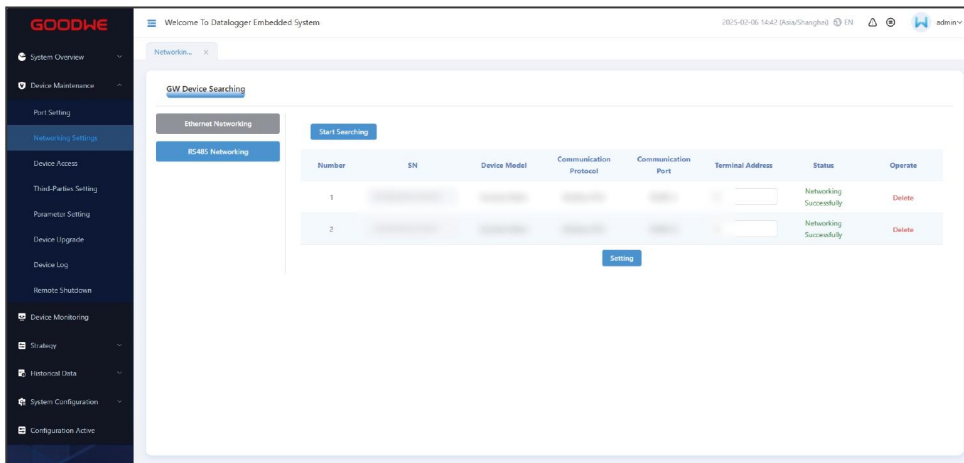 GOODWE
Welcome To Datalogger Embedded System
2025-02-06 14:42 (Asia/Shanghai) EN admin
System Overview
Networkin... ×
Device Maintenance
GW Device Searching
Port Setting
Networking Settings
Device Access
Third-Parties Setting
Parameter Setting
Device Upgrade
Device Log
Remote Shutdown
Device Monitoring
Strategy
Historical Data
System Configuration
Configuration Active
Ethernet Networking
RS485 Networking
Start Searching
Number SN Device Model Communication Protocol Communication Port Terminal Address Status Operate
1 Networking Successfully Delete
2 Networking Successfully Delete
Setting